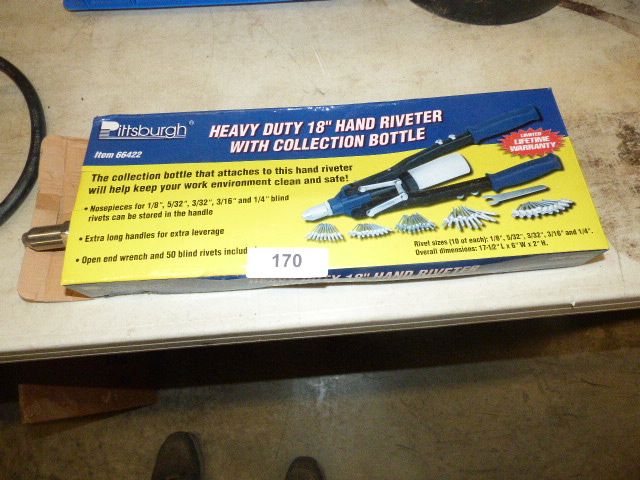 Pittsburgh®
Item 66422
HEAVY DUTY 18" HAND RIVETER
WITH COLLECTION BOTTLE
LIMITED
LIFETIME
WARRANTY
The collection bottle that attaches to this hand riveter
will help keep your work environment clean and safe!
• Nosepieces for 1/8", 5/32", 3/32", 3/16" and 1/4" blind
rivets can be stored in the handle
• Extra long handles for extra leverage
• Open end wrench and 50 blind rivets
Rivet sizes (10 of each): 1/8", 5/32", 3/32", 3/16" and 1/4".
Overall dimensions: 17-1/2" L x 6" W x 2" H.
170
18" HAND RIVETER